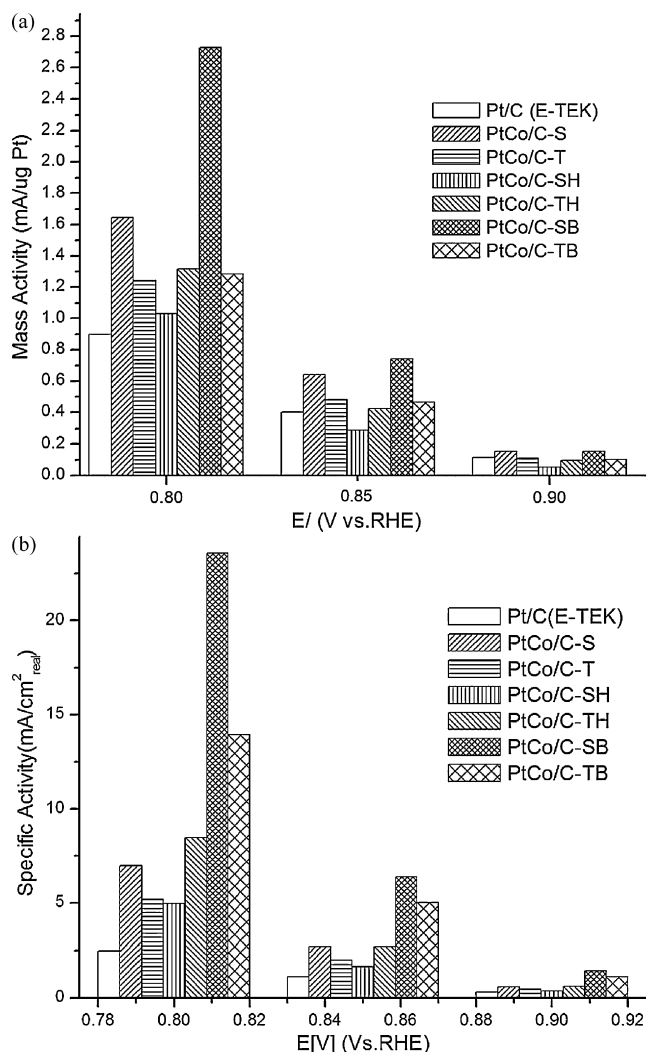 (a)
Mass Activity (mA/ug Pt)
2.8
2.6
2.4
2.2
2.0
1.8
1.6
1.4
1.2
1.0
0.8
0.6
0.4
0.2
0.0
Pt/C (E-TEK)
PtCo/C-S
PtCo/C-T
PtCo/C-SH
PtCo/C-TH
PtCo/C-SB
PtCo/C-TB
0.80 0.85 0.90
E/ (V vs.RHE)
(b)
Specific Activity(mA/cm²real)
20
15
10
5
0
Pt/C(E-TEK)
PtCo/C-S
PtCo/C-T
PtCo/C-SH
PtCo/C-TH
PtCo/C-SB
PtCo/C-TB
0.78 0.80 0.82 0.84 0.86 0.88 0.90 0.92
E[V] (Vs.RHE)